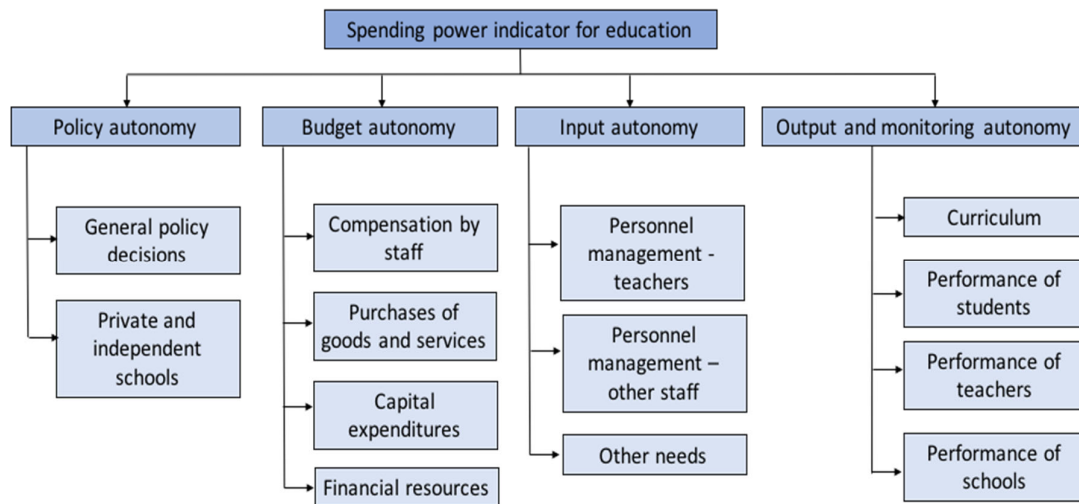 Spending power indicator for education
Policy autonomy
General policy
decisions
Private and
independent
schools
Budget autonomy
Compensation by
staff
Purchases of
goods and services
Capital
expenditures
Financial resources
Input autonomy
Personnel
management -
teachers
Personnel
management –
other staff
Other needs
Output and monitoring autonomy
Curriculum
Performance of
students
Performance of
teachers
Performance of
schools